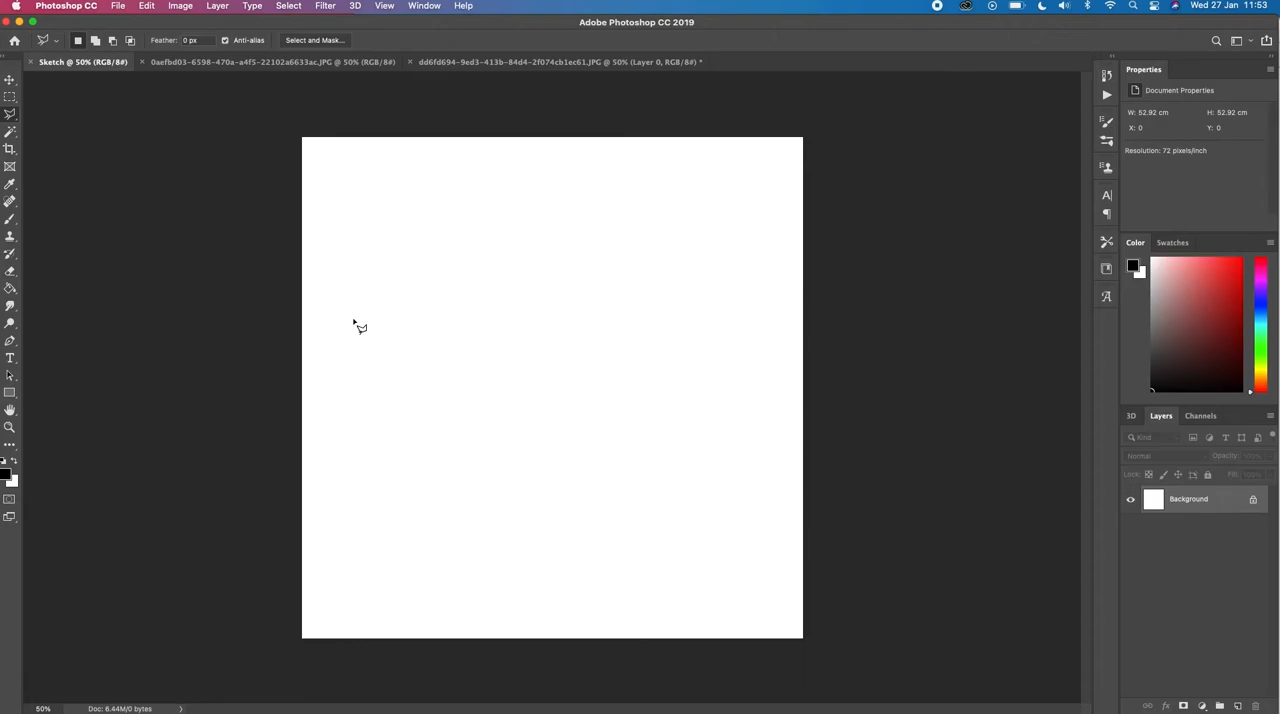 Photoshop CC File Edit Image Layer Type Select Filter 3D View Window Help Wed 27 Jan 11:53
Adobe Photoshop CC 2019
Feather: 0 px Anti-alias Select and Mask...
Sketch @ 50% (RGB/8#) 0aefbd03-6598-470a-a4f5-22102a6633ac.JPG @ 50% (RGB/8#) dd6fd694-9ed3-413b-84d4-2f074cb1ec61.JPG @ 50% (Layer 0, RGB/8#) *
Properties
Document Properties
W: 52.92 cm H: 52.92 cm
X: 0 Y: 0
Resolution: 72 pixels/inch
Color Swatches
3D Layers Channels
Kind
Normal Opacity: 100%
Lock: Fill: 100%
Background
50% Doc: 6.44M/0 bytes